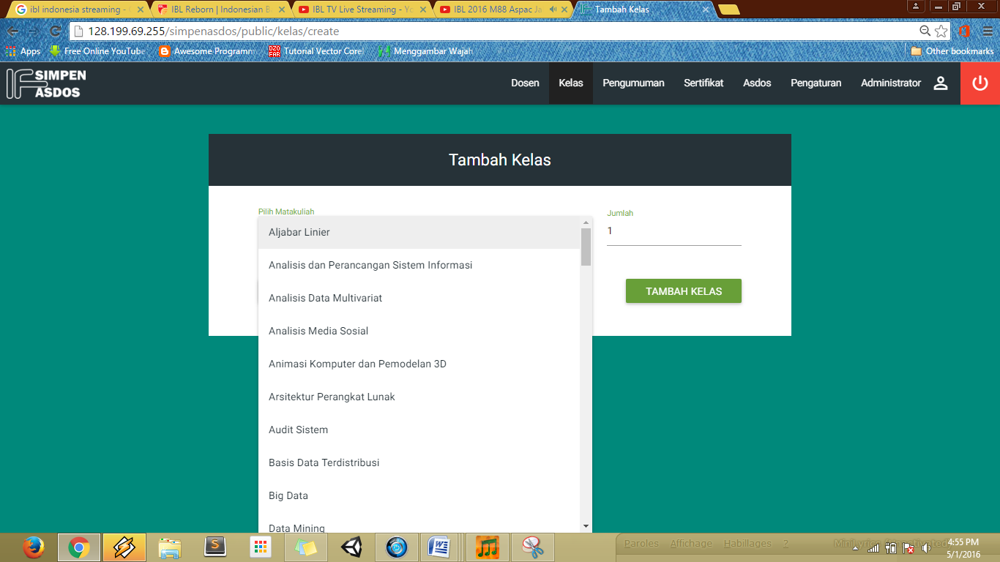 ibl indonesia streaming -
IBL Reborn | Indonesian B
IBL TV Live Streaming - Yo
IBL 2016 M88 Aspac Ja
Tambah Kelas
128.199.69.255/simpenasdos/public/kelas/create
Apps
Free Online YouTube
Awesome Programm
DZO FAR
Tutorial Vector Corel
Menggambar Wajah
Other bookmarks
IF SIMPEN
ASDOS
Dosen
Kelas
Pengumuman
Sertifikat
Asdos
Pengaturan
Administrator
Tambah Kelas
Pilih Matakuliah
Jumlah
Aljabar Linier
1
Analisis dan Perancangan Sistem Informasi
TAMBAH KELAS
Analisis Data Multivariat
Analisis Media Sosial
Animasi Komputer dan Pemodelan 3D
Arsitektur Perangkat Lunak
Audit Sistem
Basis Data Terdistribusi
Big Data
Data Mining
Paroles Affichage Habillages ?
4:55 PM
5/1/2016